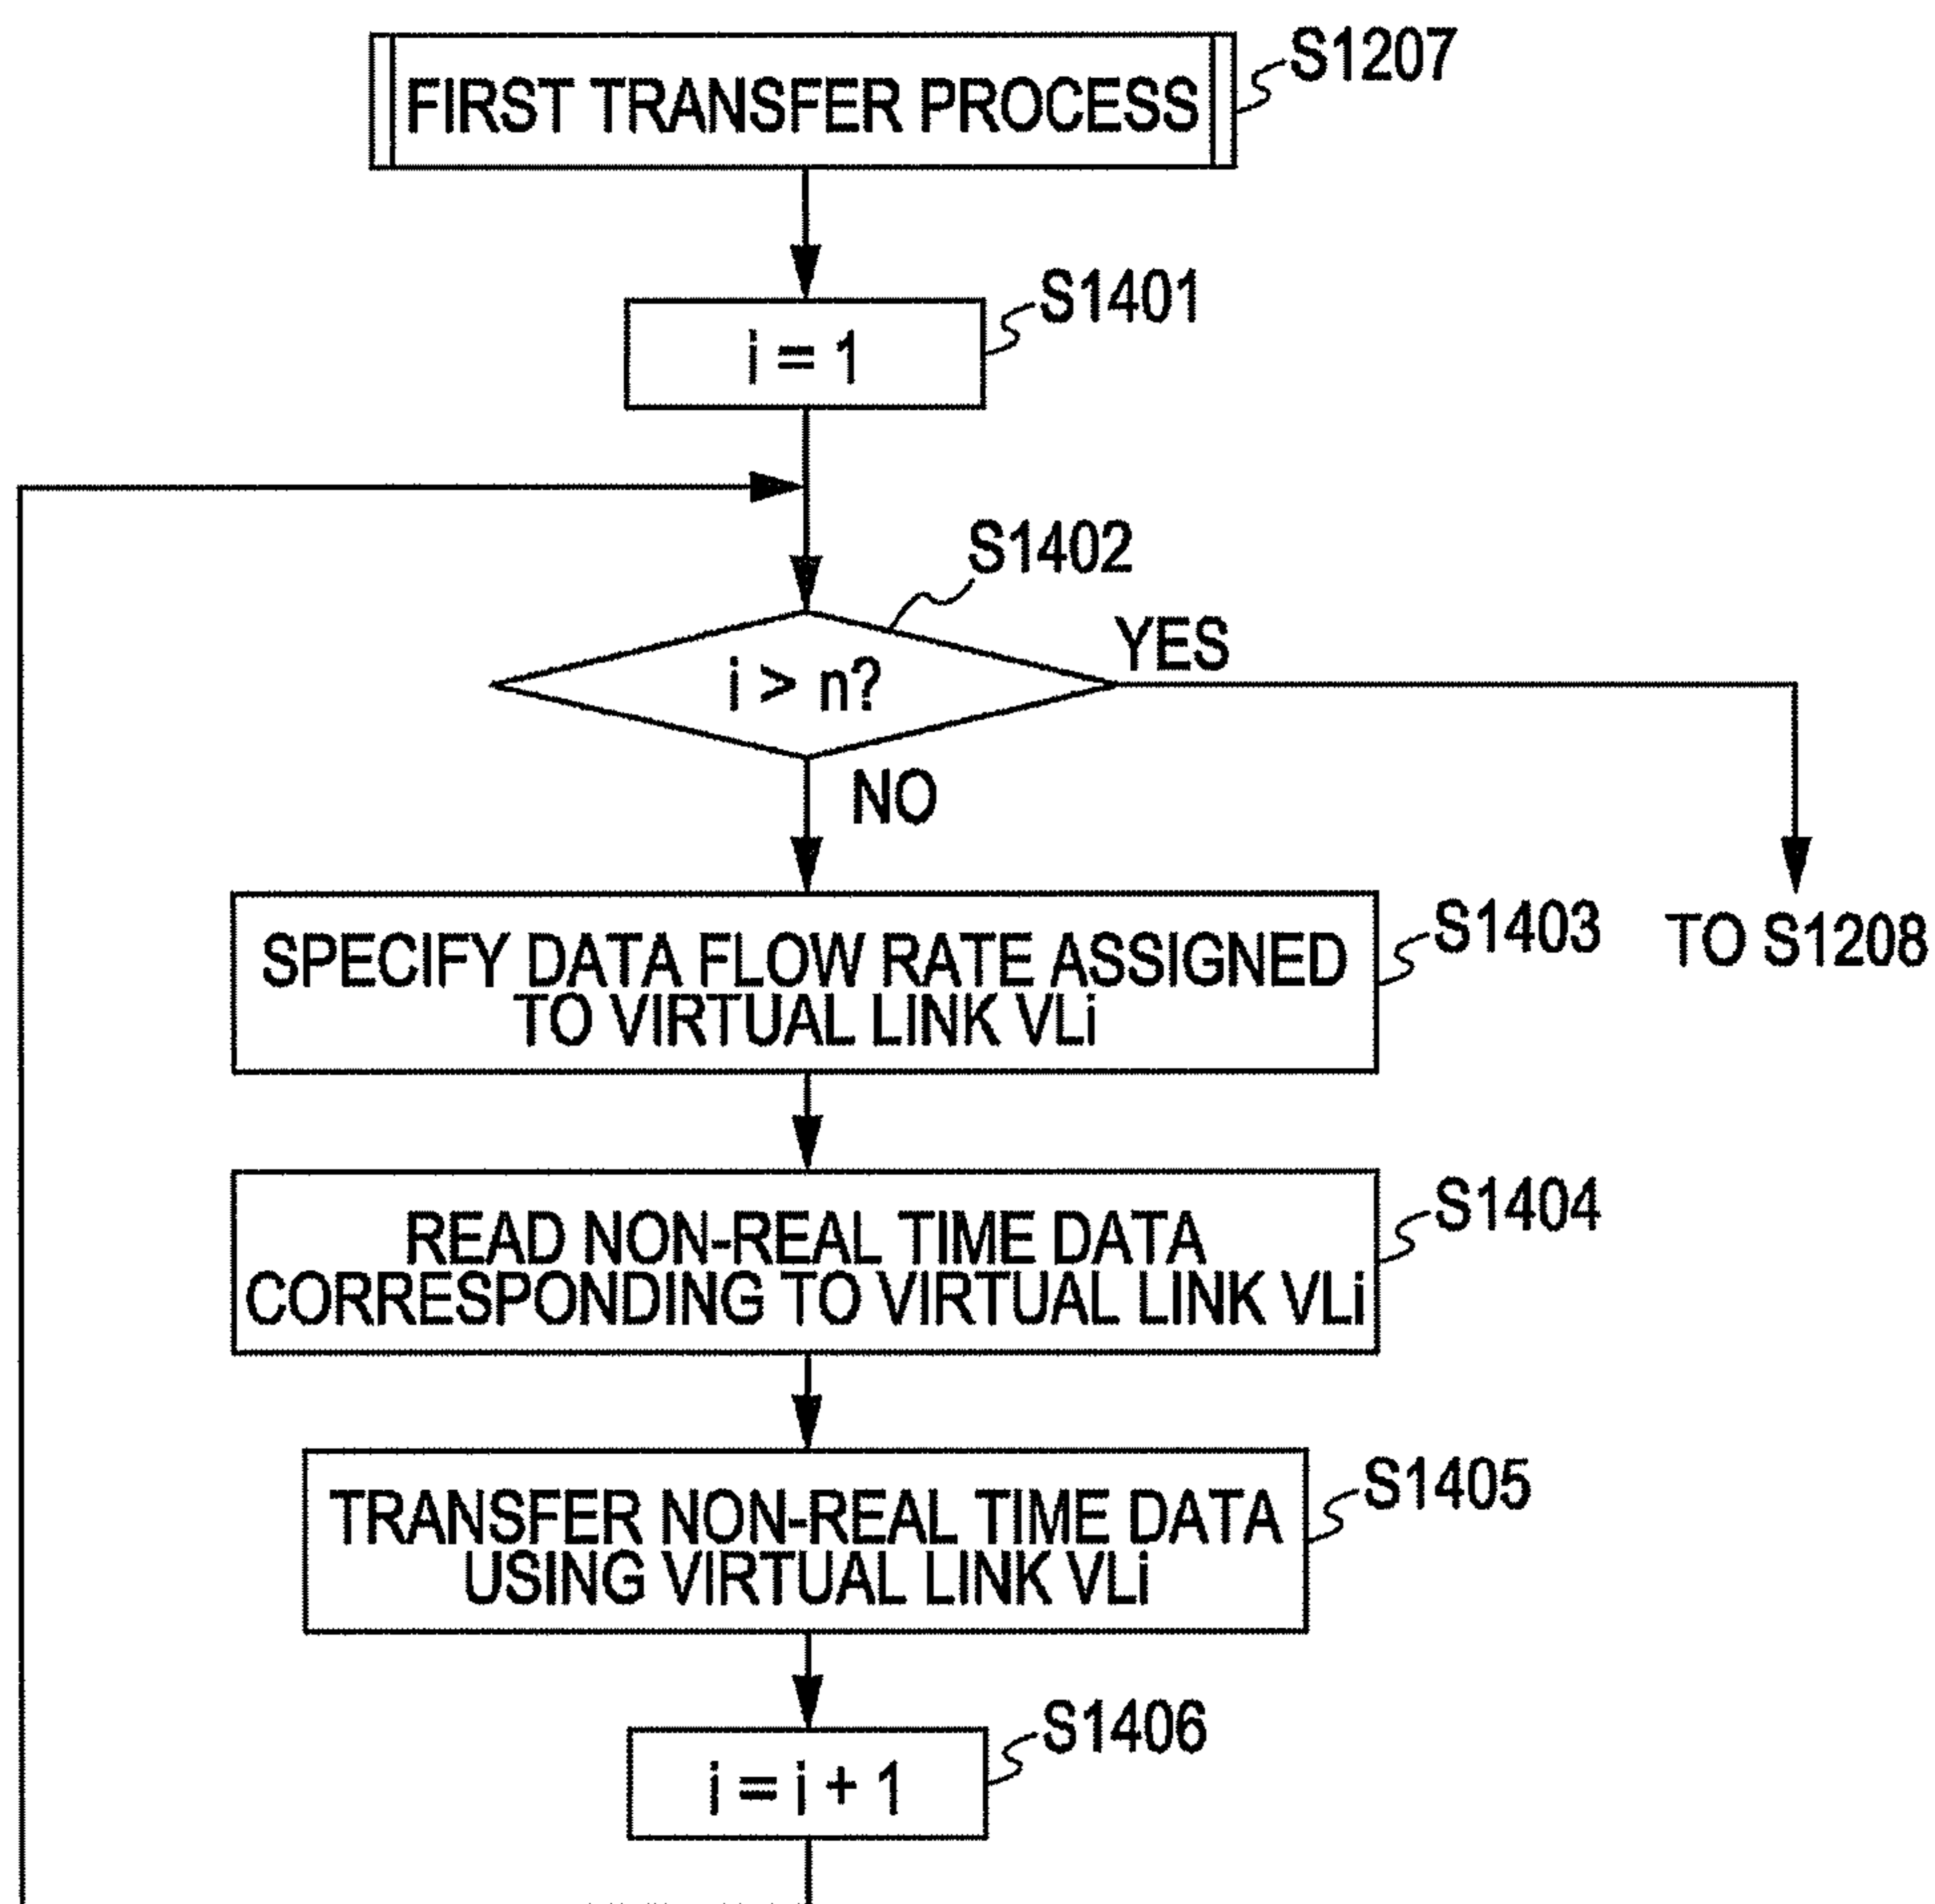 FIRST TRANSFER PROCESS
S1207
i = 1
S1401
S1402
i > n?
YES
NO
TO S1208
SPECIFY DATA FLOW RATE ASSIGNED
TO VIRTUAL LINK VLi
S1403
READ NON-REAL TIME DATA
CORRESPONDING TO VIRTUAL LINK VLi
S1404
TRANSFER NON-REAL TIME DATA
USING VIRTUAL LINK VLi
S1405
i = i + 1
S1406